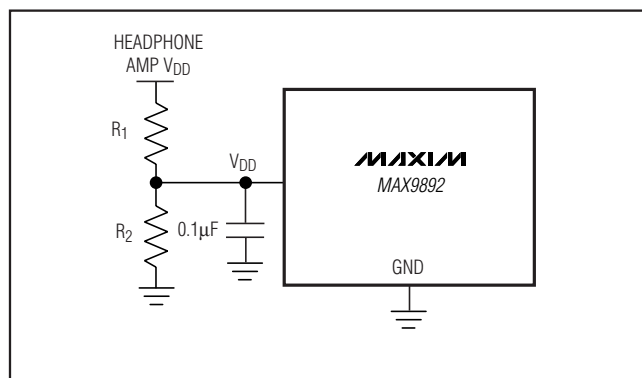 HEADPHONE
AMP VDD
R1
VDD
MAXIM
MAX9892
R2
0.1µF
GND